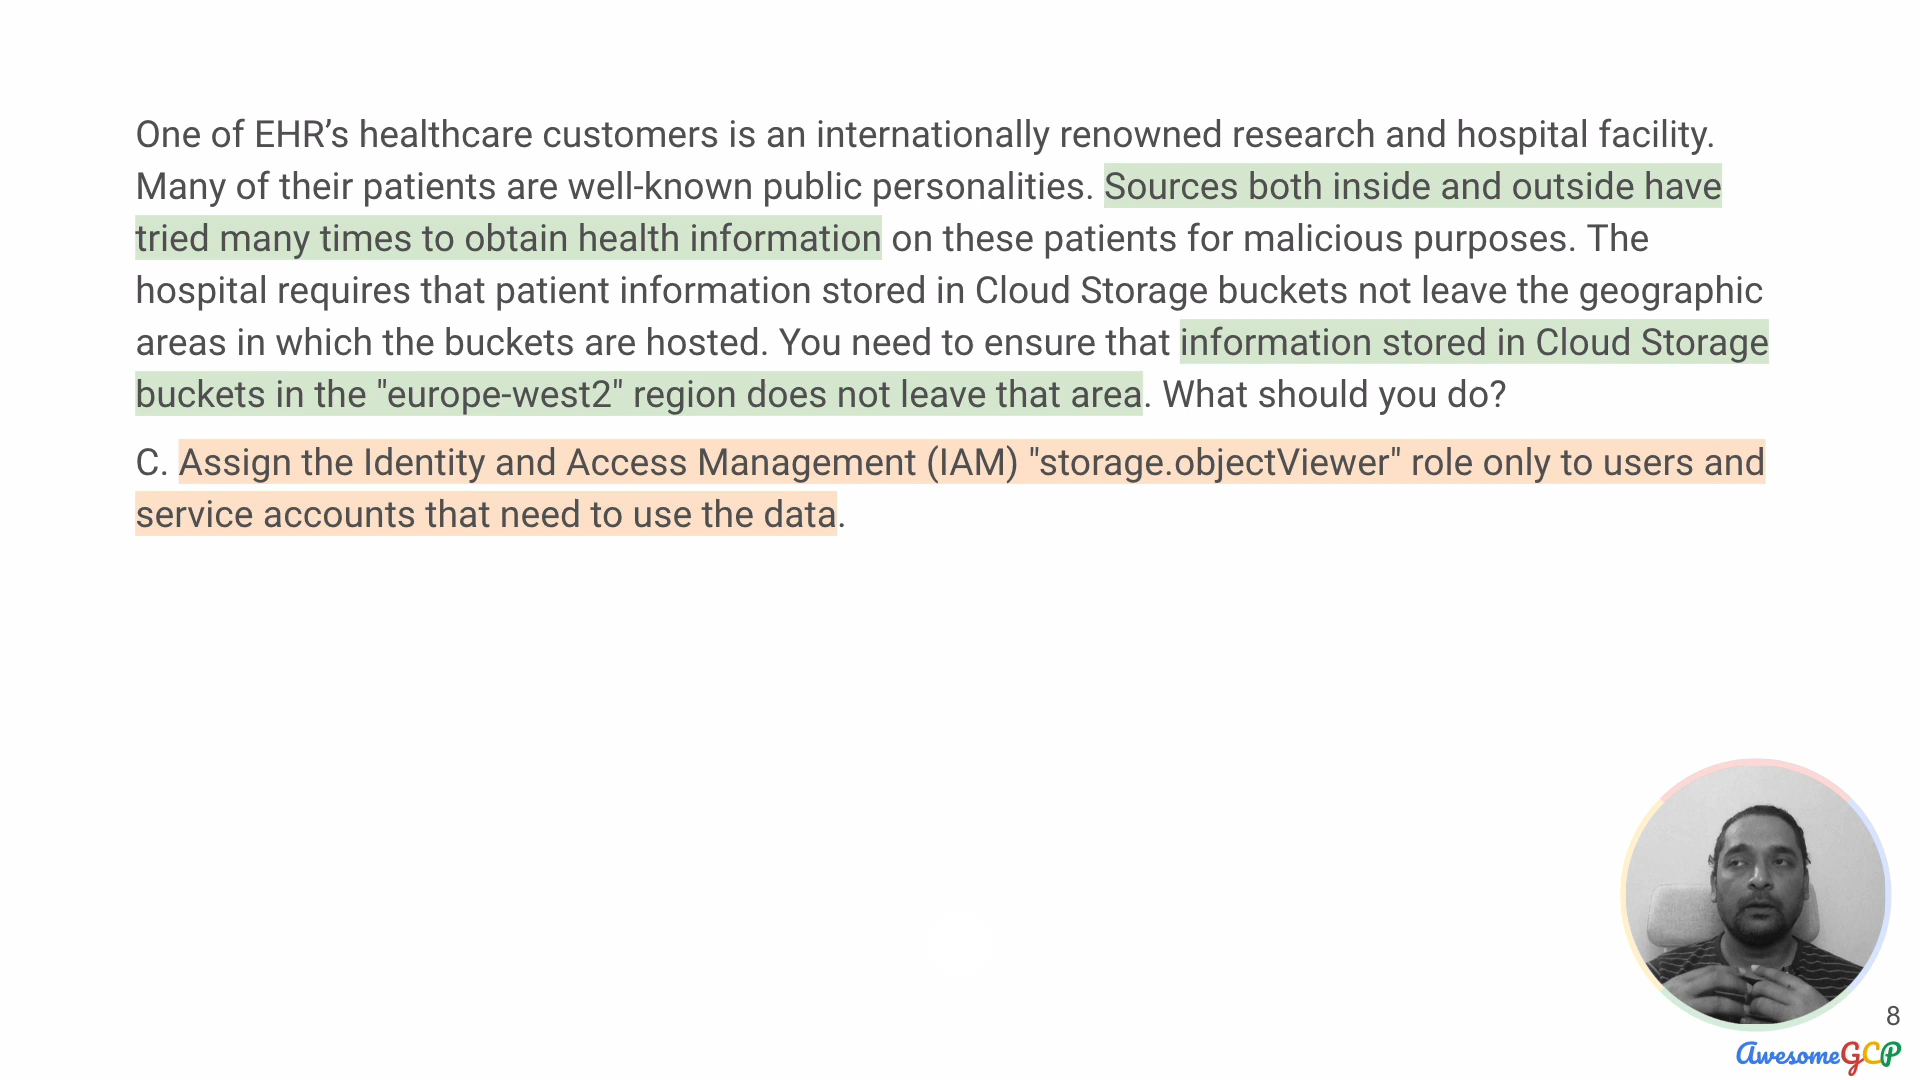 One of EHR’s healthcare customers is an internationally renowned research and hospital facility.
Many of their patients are well-known public personalities. Sources both inside and outside have
tried many times to obtain health information on these patients for malicious purposes. The
hospital requires that patient information stored in Cloud Storage buckets not leave the geographic
areas in which the buckets are hosted. You need to ensure that information stored in Cloud Storage
buckets in the "europe-west2" region does not leave that area. What should you do?
C. Assign the Identity and Access Management (IAM) "storage.objectViewer" role only to users and
service accounts that need to use the data.
8
AwesomeGCP